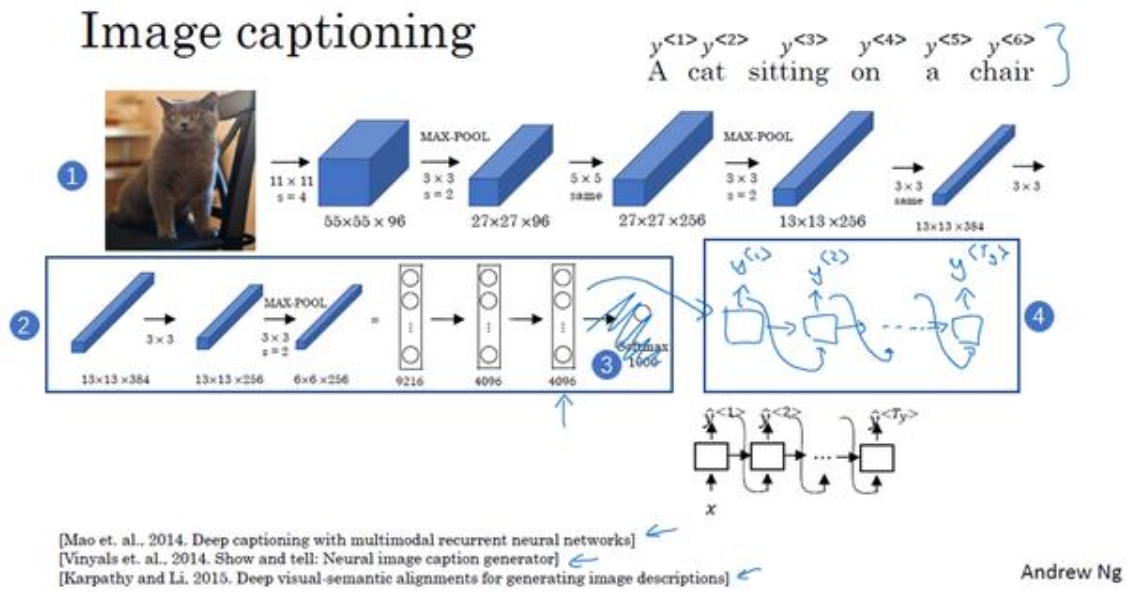 Image captioning
y<1> y<2> y<3> y<4> y<5> y<6>
A cat sitting on a chair
1
11 × 11
s = 4
55×55 × 96
MAX-POOL
3 × 3
s = 2
27×27 ×96
5 × 5
same
27×27 ×256
MAX-POOL
3 × 3
s = 2
13×13 ×256
3 × 3
same
13×13 ×384
3 × 3
2
13×13 ×384
3 × 3
13×13 ×256
MAX-POOL
3 × 3
s = 2
6×6 ×256
=
9216
4096
4096
3
Softmax
1000
y<1> y<2> y<Ty>
4
ŷ<1> ŷ<2> ŷ<Ty>
...
x
[Mao et. al., 2014. Deep captioning with multimodal recurrent neural networks]
[Vinyals et. al., 2014. Show and tell: Neural image caption generator]
[Karpathy and Li, 2015. Deep visual-semantic alignments for generating image descriptions]
Andrew Ng